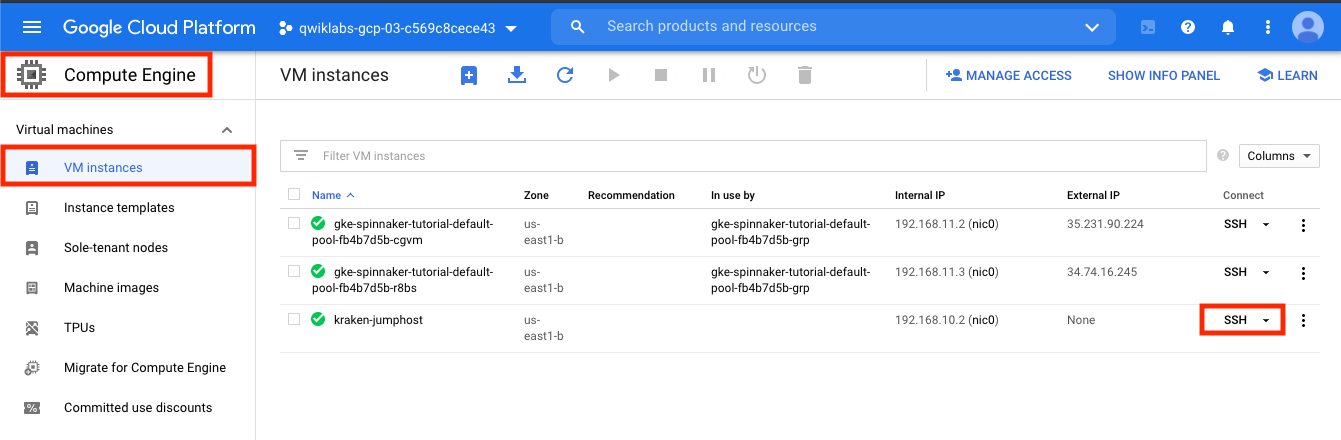 Google Cloud Platform qwiklabs-gcp-03-c569c8cece43 Search products and resources
Compute Engine VM instances MANAGE ACCESS SHOW INFO PANEL LEARN
Virtual machines
VM instances
Instance templates
Sole-tenant nodes
Machine images
TPUs
Migrate for Compute Engine
Committed use discounts
Filter VM instances Columns
Name Zone Recommendation In use by Internal IP External IP Connect
gke-spinnaker-tutorial-default- us- gke-spinnaker-tutorial-default- 192.168.11.2 (nic0) 35.231.90.224 SSH
pool-fb4b7d5b-cgvm east1-b pool-fb4b7d5b-grp
gke-spinnaker-tutorial-default- us- gke-spinnaker-tutorial-default- 192.168.11.3 (nic0) 34.74.16.245 SSH
pool-fb4b7d5b-r8bs east1-b pool-fb4b7d5b-grp
kraken-jumphost us- 192.168.10.2 (nic0) None SSH
east1-b